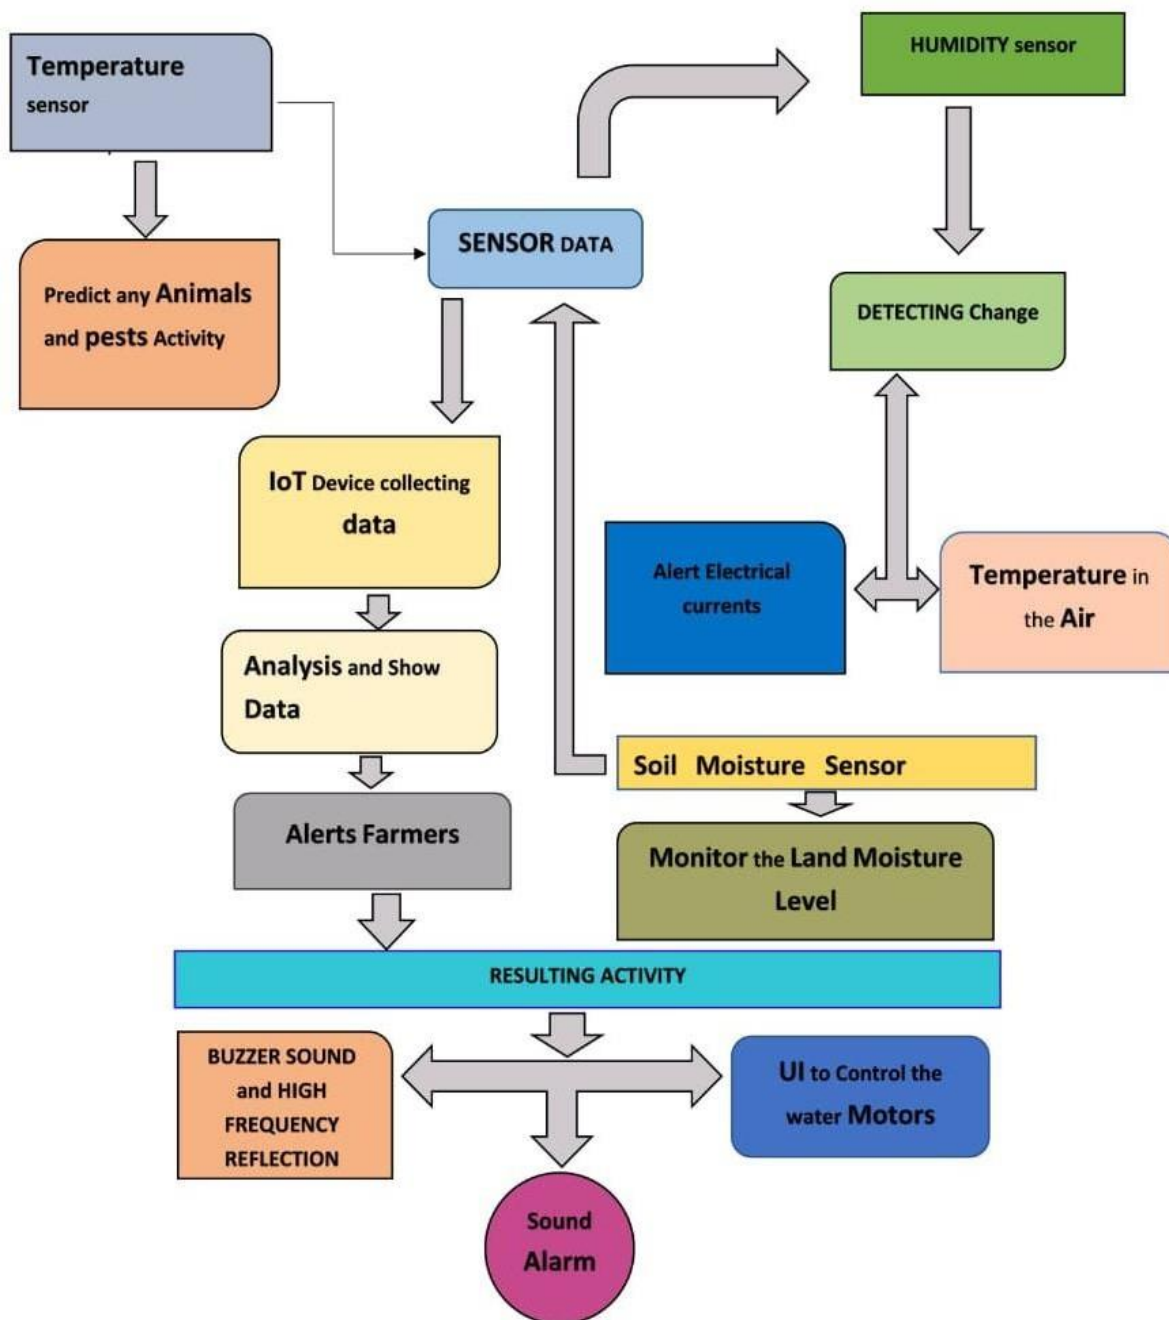 Temperature
sensor
HUMIDITY sensor
SENSOR DATA
Predict any Animals
and pests Activity
DETECTING Change
IoT Device collecting
data
Alert Electrical
currents
Temperature in
the Air
Analysis and Show
Data
Soil Moisture Sensor
Alerts Farmers
Monitor the Land Moisture
Level
RESULTING ACTIVITY
BUZZER SOUND
and HIGH
FREQUENCY
REFLECTION
UI to Control the
water Motors
Sound
Alarm